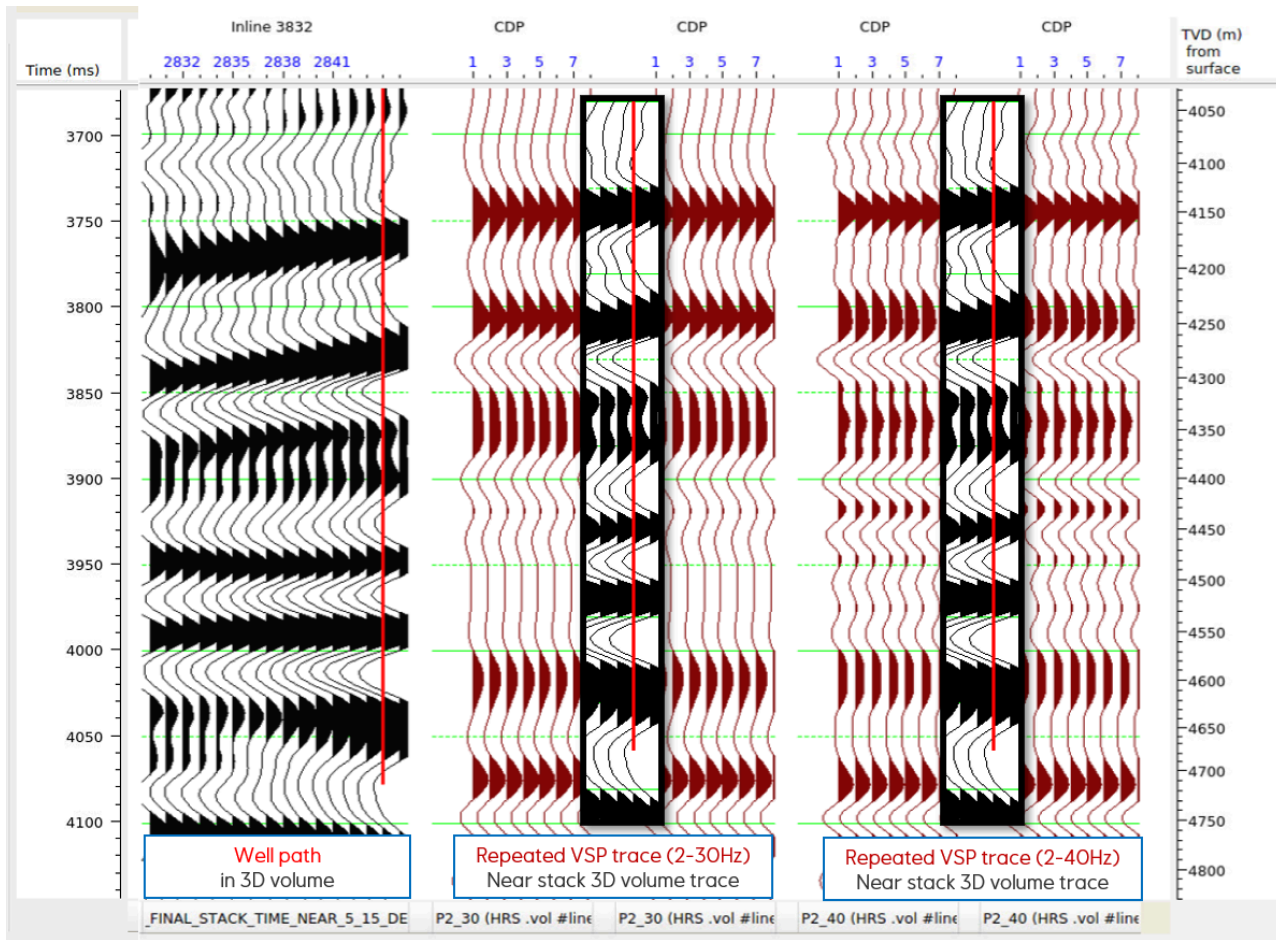 Inline 3832
CDP
CDP
CDP
CDP
TVD (m)
from
surface
Time (ms)
2832 2835 2838 2841
1 3 5 7
1 3 5 7
1 3 5 7
1 3 5 7
3700
3750
3800
3850
3900
3950
4000
4050
4100
4050
4100
4150
4200
4250
4300
4350
4400
4450
4500
4550
4600
4650
4700
4750
4800
Well path
in 3D volume
Repeated VSP trace (2-30Hz)
Near stack 3D volume trace
Repeated VSP trace (2-40Hz)
Near stack 3D volume trace
_FINAL_STACK_TIME_NEAR_5_15_DE
P2_30 (HRS .vol #line
P2_30 (HRS .vol #line
P2_40 (HRS .vol #line
P2_40 (HRS .vol #line